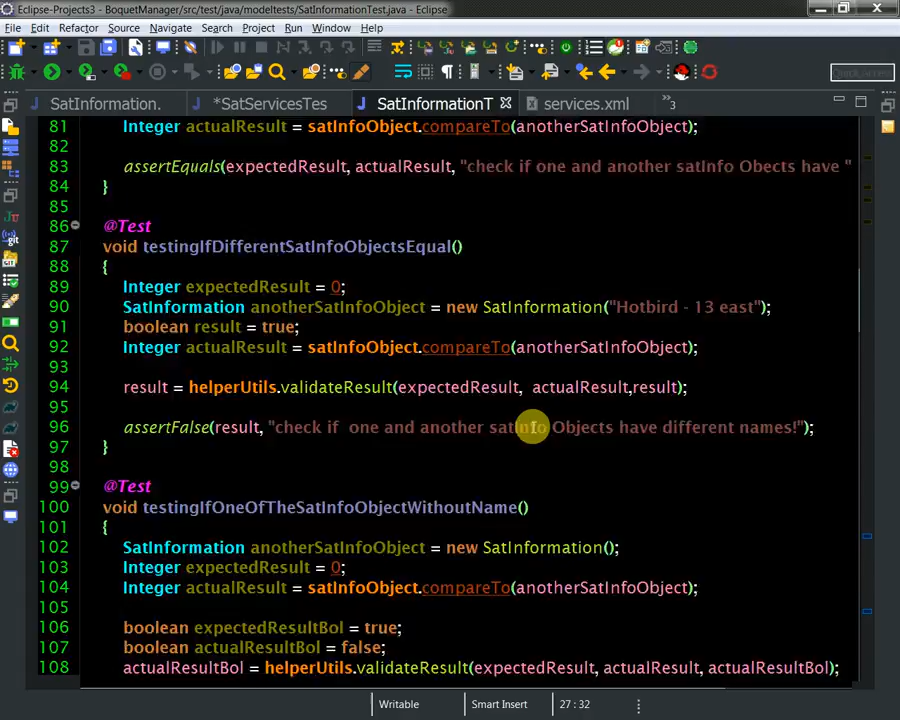 Eclipse-Projects3 - BoquetManager/src/test/java/modeltests/SatInformationTest.java - Eclipse
File Edit Refactor Source Navigate Search Project Run Window Help
Quick Access
SatInformation. *SatServicesTes SatInformationT services.xml »3
81 Integer actualResult = satInfoObject.compareTo(anotherSatInfoObject);
82
83 assertEquals(expectedResult, actualResult, "check if one and another satInfo Obects have "
84 }
85
86 @Test
87 void testingIfDifferentSatInfoObjectsEqual()
88 {
89 Integer expectedResult = 0;
90 SatInformation anotherSatInfoObject = new SatInformation("Hotbird - 13 east");
91 boolean result = true;
92 Integer actualResult = satInfoObject.compareTo(anotherSatInfoObject);
93
94 result = helperUtils.validateResult(expectedResult, actualResult,result);
95
96 assertFalse(result, "check if one and another satInfo Objects have different names!");
97 }
98
99 @Test
100 void testingIfOneOfTheSatInfoObjectWithoutName()
101 {
102 SatInformation anotherSatInfoObject = new SatInformation();
103 Integer expectedResult = 0;
104 Integer actualResult = satInfoObject.compareTo(anotherSatInfoObject);
105
106 boolean expectedResultBol = true;
107 boolean actualResultBol = false;
108 actualResultBol = helperUtils.validateResult(expectedResult, actualResult, actualResultBol);
Writable Smart Insert 27 : 32